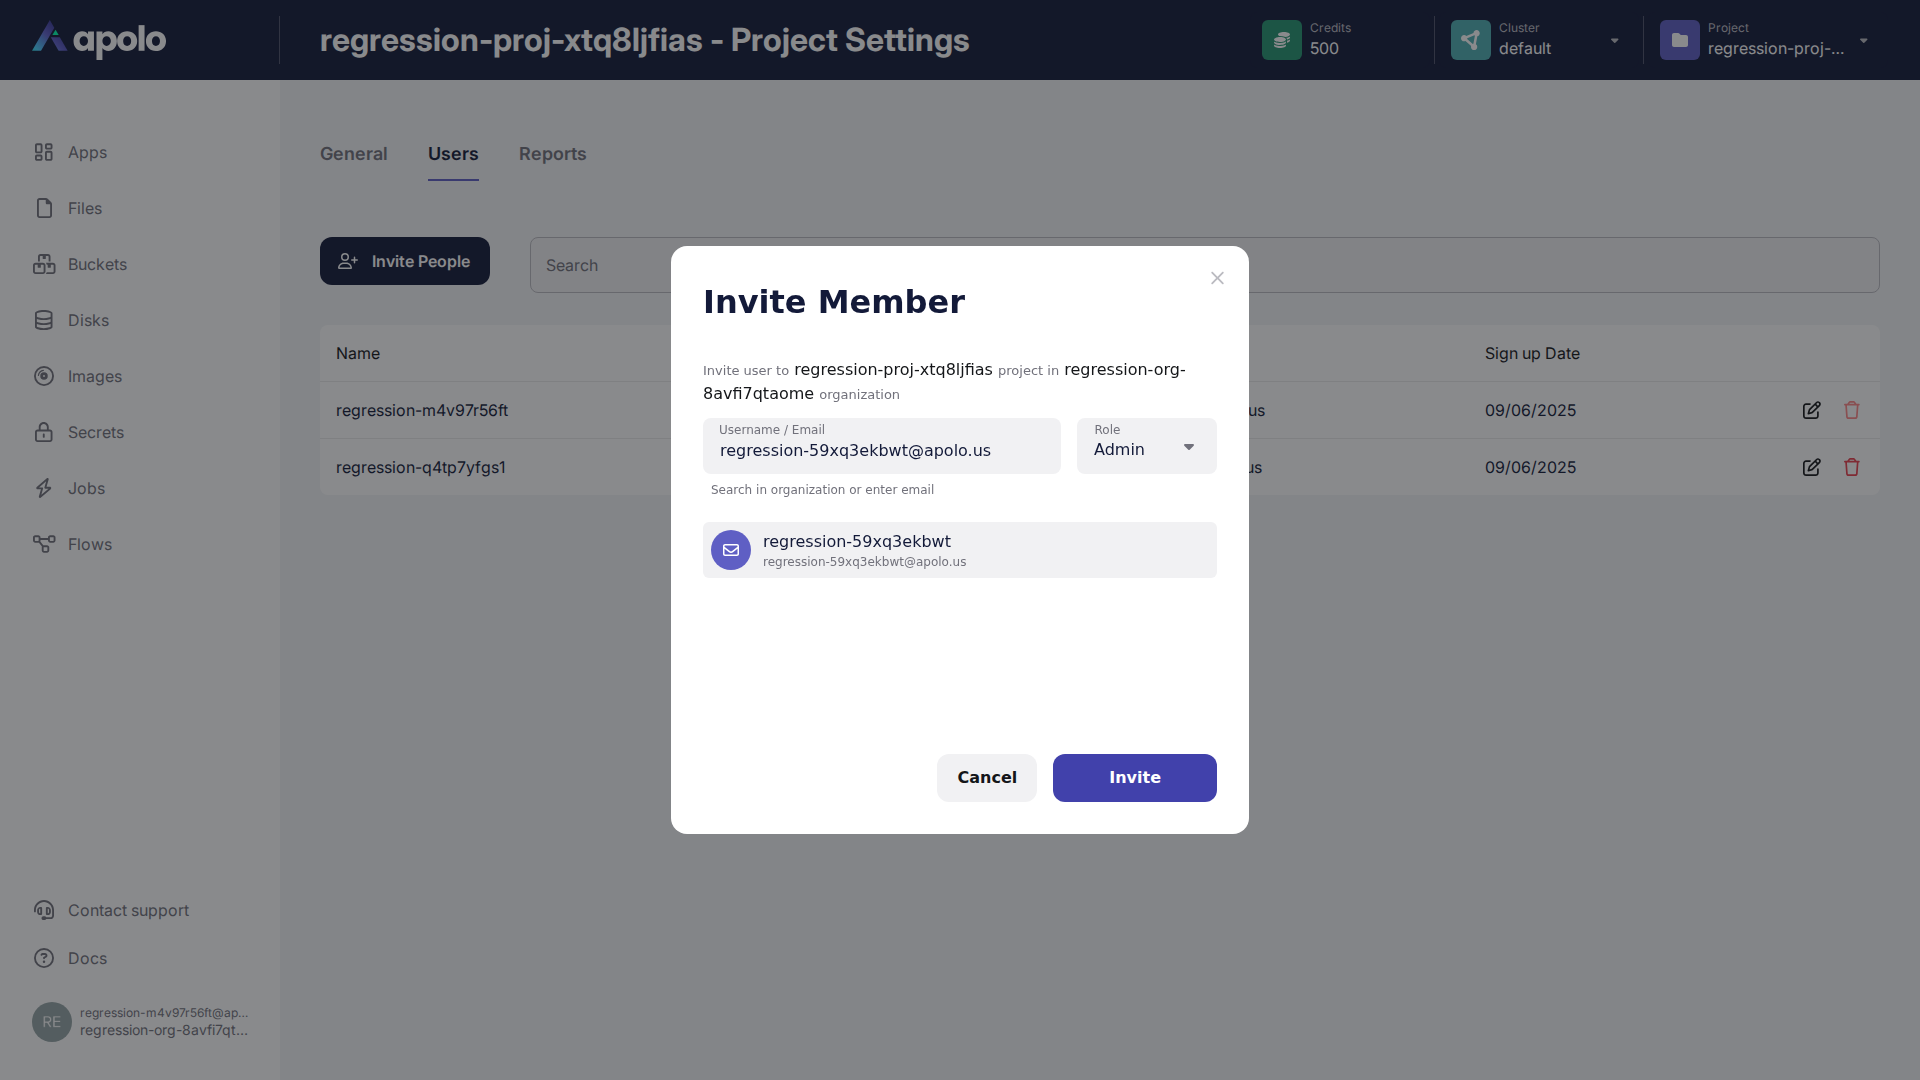 apolo
regression-proj-xtq8ljfias - Project Settings
Credits
500
Cluster
default
Project
regression-proj-...
Apps
Files
Buckets
Disks
Images
Secrets
Jobs
Flows
Contact support
Docs
RE
regression-m4v97r56ft@ap...
regression-org-8avfi7qt...
General
Users
Reports
Invite People
Search
Name
Sign up Date
regression-m4v97r56ft
us
09/06/2025
regression-q4tp7yfgs1
us
09/06/2025
Invite Member
Invite user to regression-proj-xtq8ljfias project in regression-org-
8avfi7qtaome organization
Username / Email
regression-59xq3ekbwt@apolo.us
Role
Admin
Search in organization or enter email
regression-59xq3ekbwt
regression-59xq3ekbwt@apolo.us
Cancel
Invite